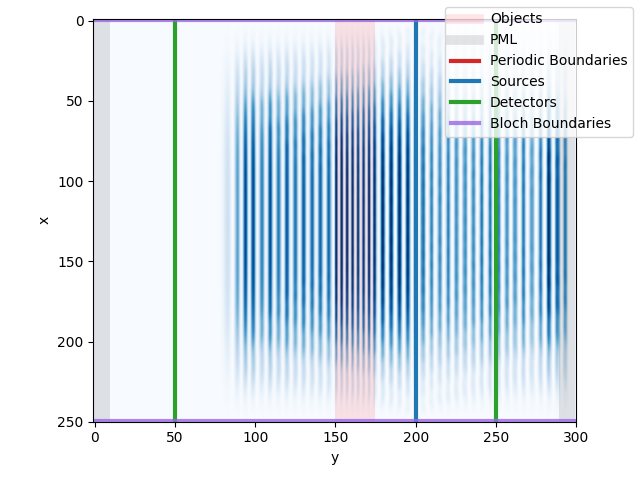 Objects
PML
Periodic Boundaries
Sources
Detectors
Bloch Boundaries
0
50
100
150
200
250
x
0 50 100 150 200 250 300
y